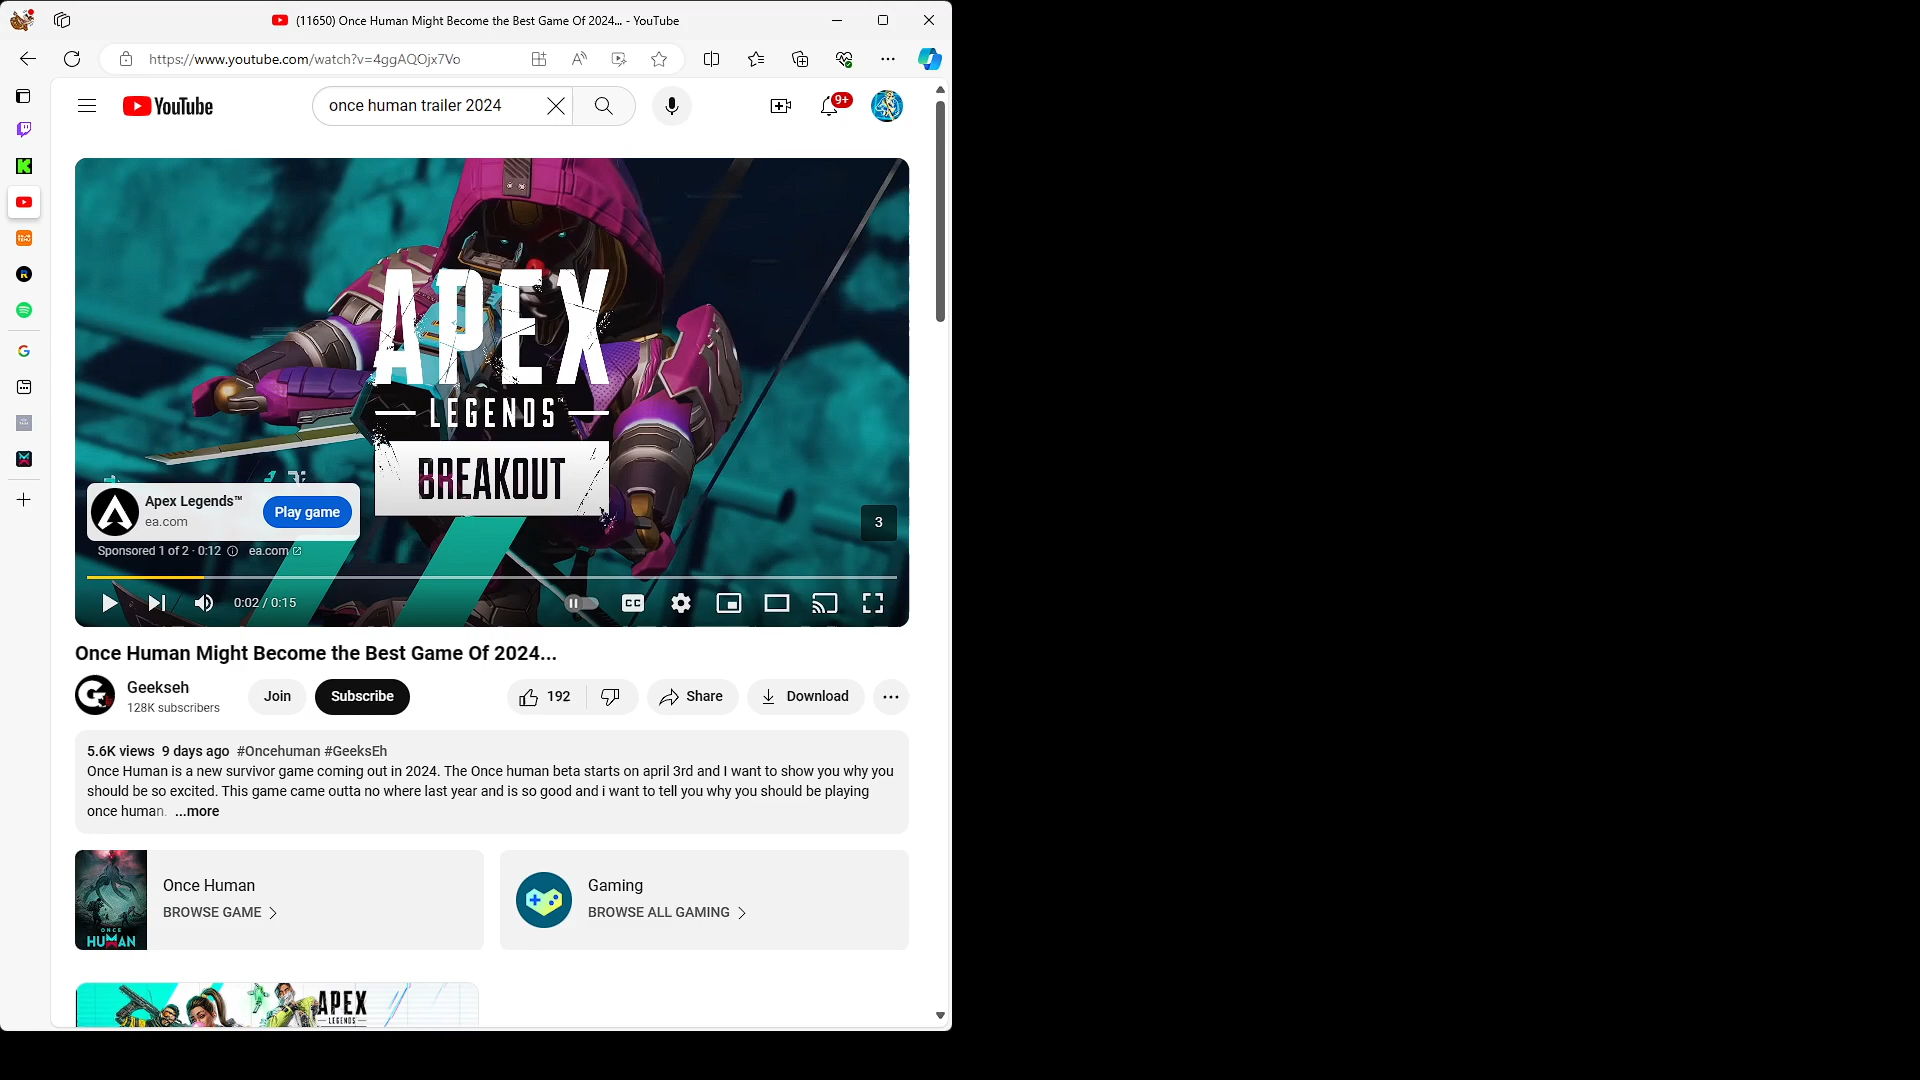 (11650) Once Human Might Become the Best Game Of 2024... - YouTube
https://www.youtube.com/watch?v=4ggAQOjx7Vo
YouTube
once human trailer 2024
9+
APEX
LEGENDS™
BREAKOUT
Apex Legends™
ea.com
Play game
3
Sponsored 1 of 2 · 0:12
ea.com
0:02 / 0:15
CC
Once Human Might Become the Best Game Of 2024...
Geekseh
128K subscribers
Join
Subscribe
192
Share
Download
5.6K views 9 days ago #Oncehuman #GeeksEh
Once Human is a new survivor game coming out in 2024. The Once human beta starts on april 3rd and I want to show you why you
should be so excited. This game came outta no where last year and is so good and i want to tell you why you should be playing
once human. ...more
ONCE
HUMAN
Once Human
BROWSE GAME
Gaming
BROWSE ALL GAMING
APEX
LEGENDS